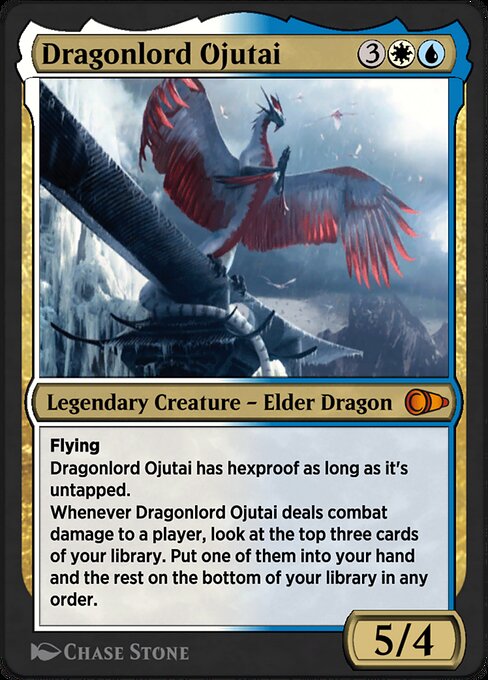 Dragonlord Ojutai 3
Legendary Creature – Elder Dragon
Flying
Dragonlord Ojutai has hexproof as long as it's
untapped.
Whenever Dragonlord Ojutai deals combat
damage to a player, look at the top three cards
of your library. Put one of them into your hand
and the rest on the bottom of your library in any
order.
5/4
Chase Stone